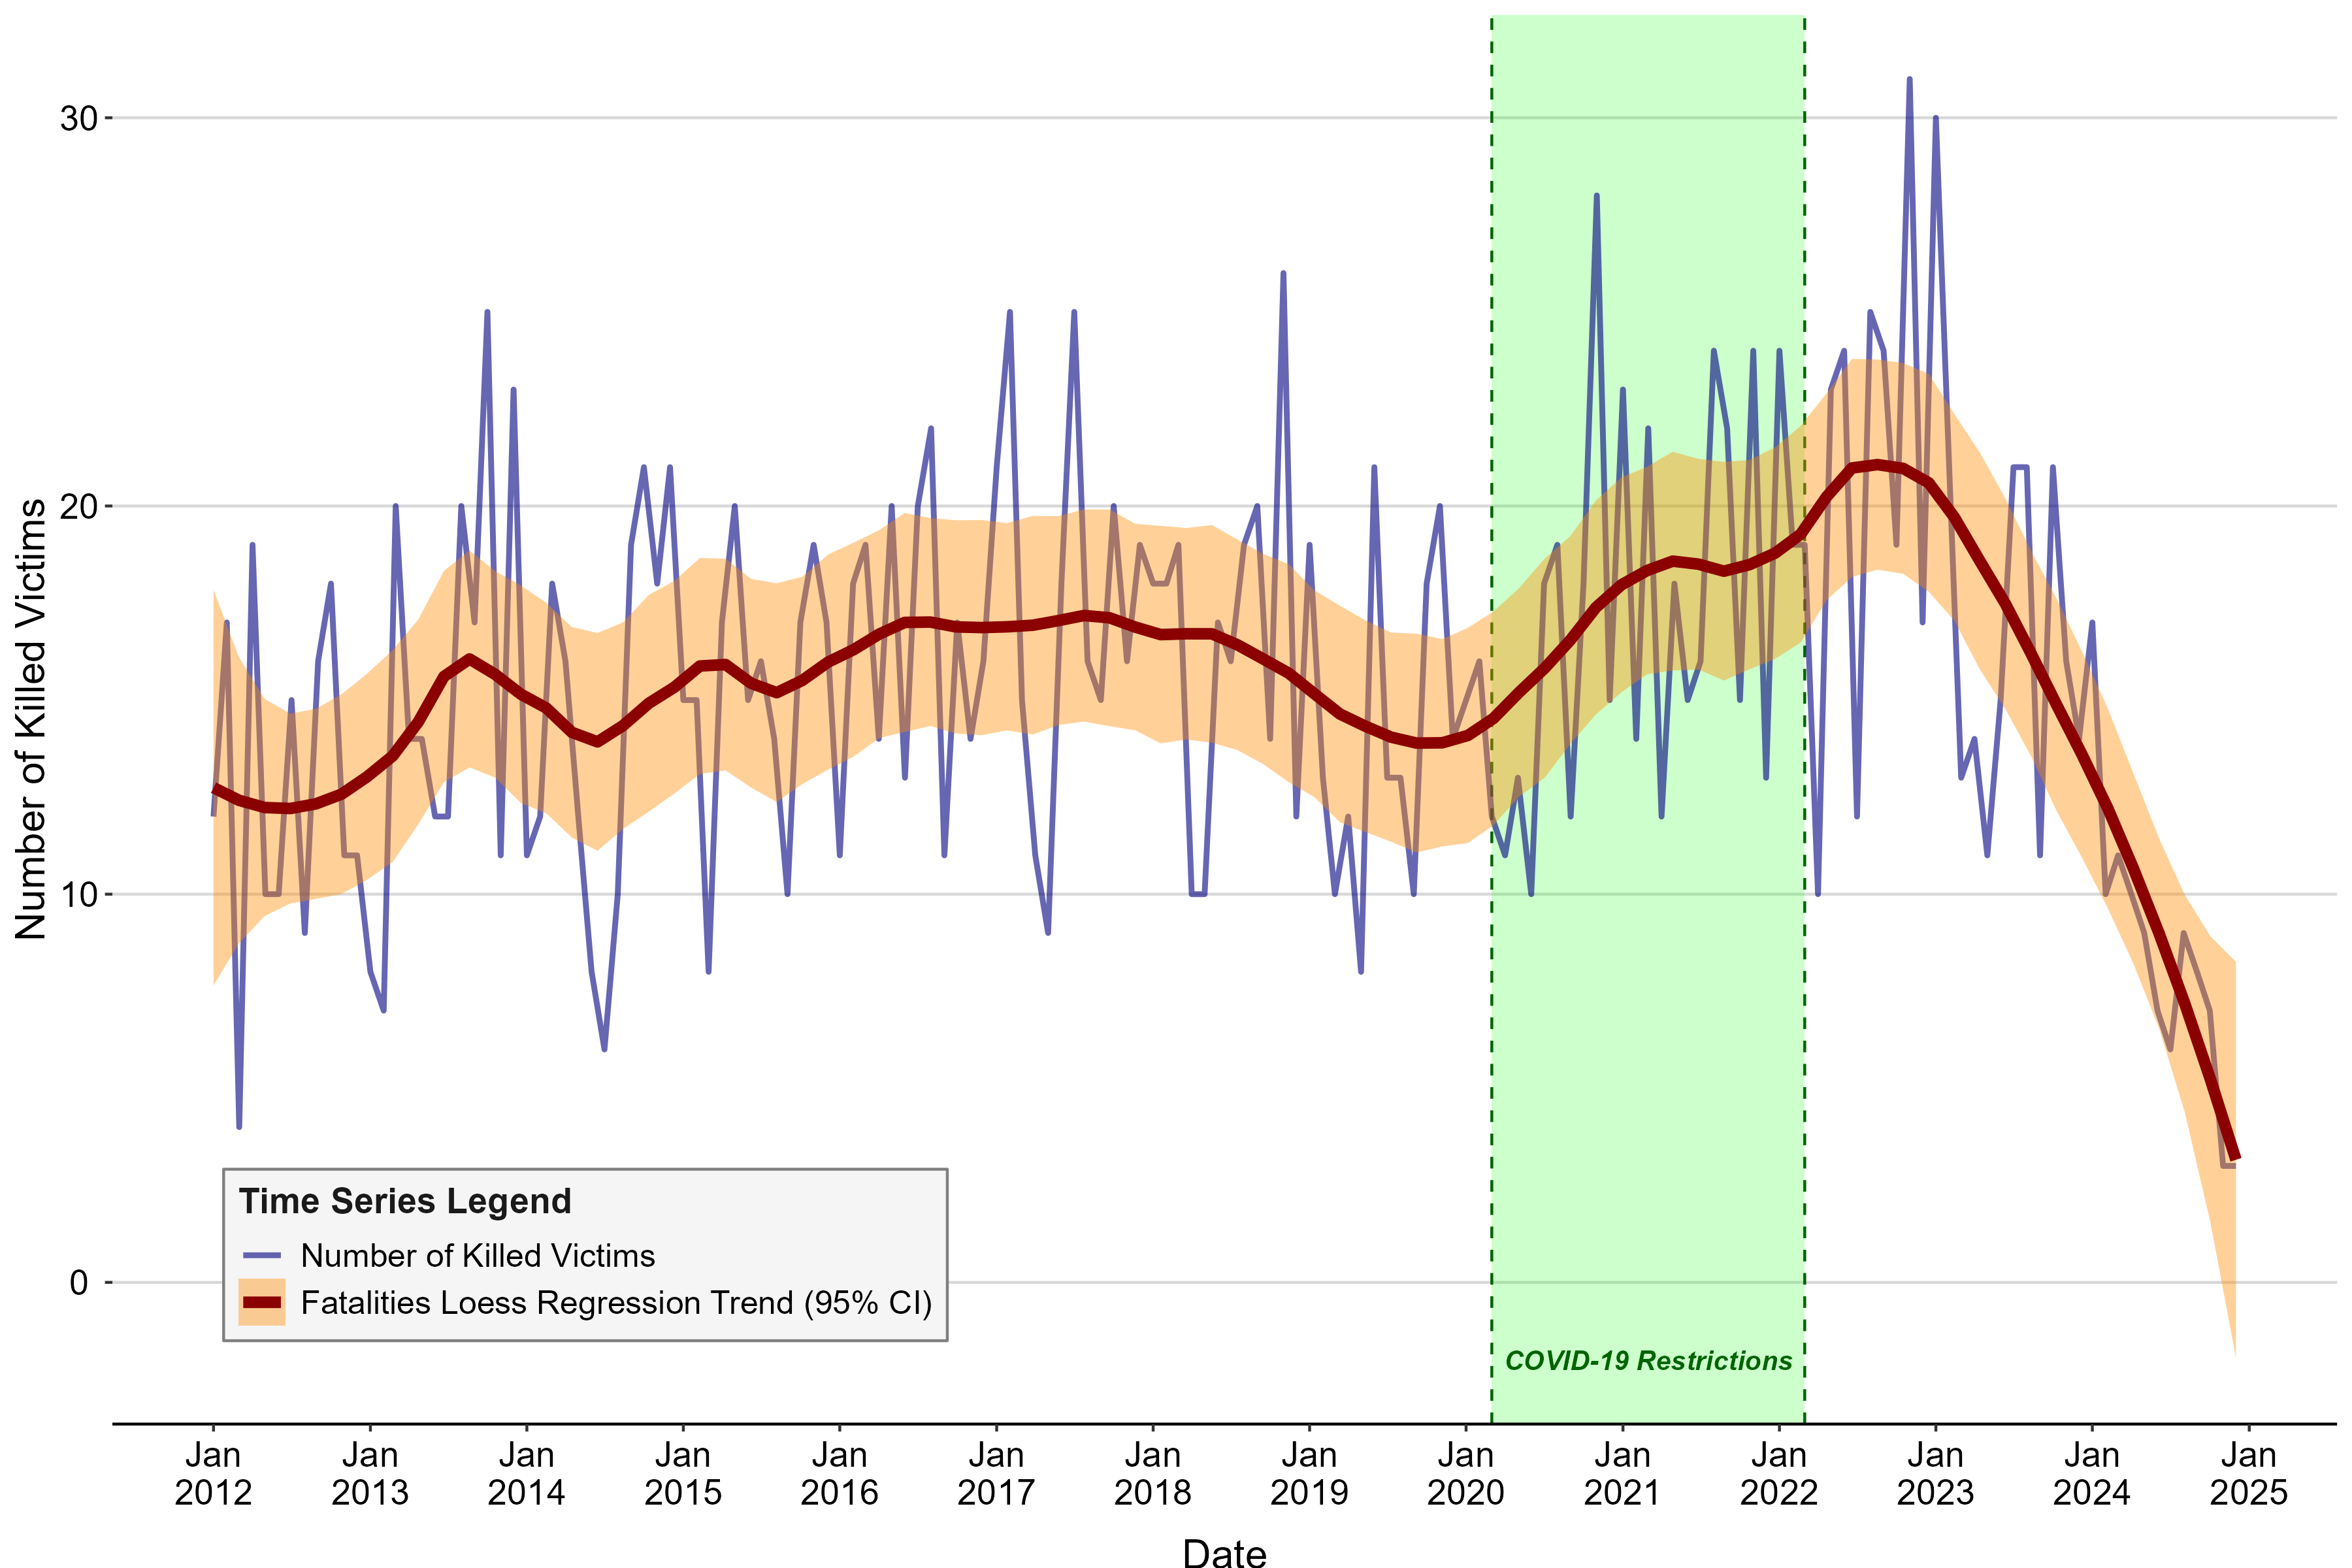 Number of Killed Victims
30
20
10
0
Time Series Legend
Number of Killed Victims
Fatalities Loess Regression Trend (95% CI)
COVID-19 Restrictions
Jan
2012
Jan
2013
Jan
2014
Jan
2015
Jan
2016
Jan
2017
Jan
2018
Jan
2019
Jan
2020
Jan
2021
Jan
2022
Jan
2023
Jan
2024
Jan
2025
Date